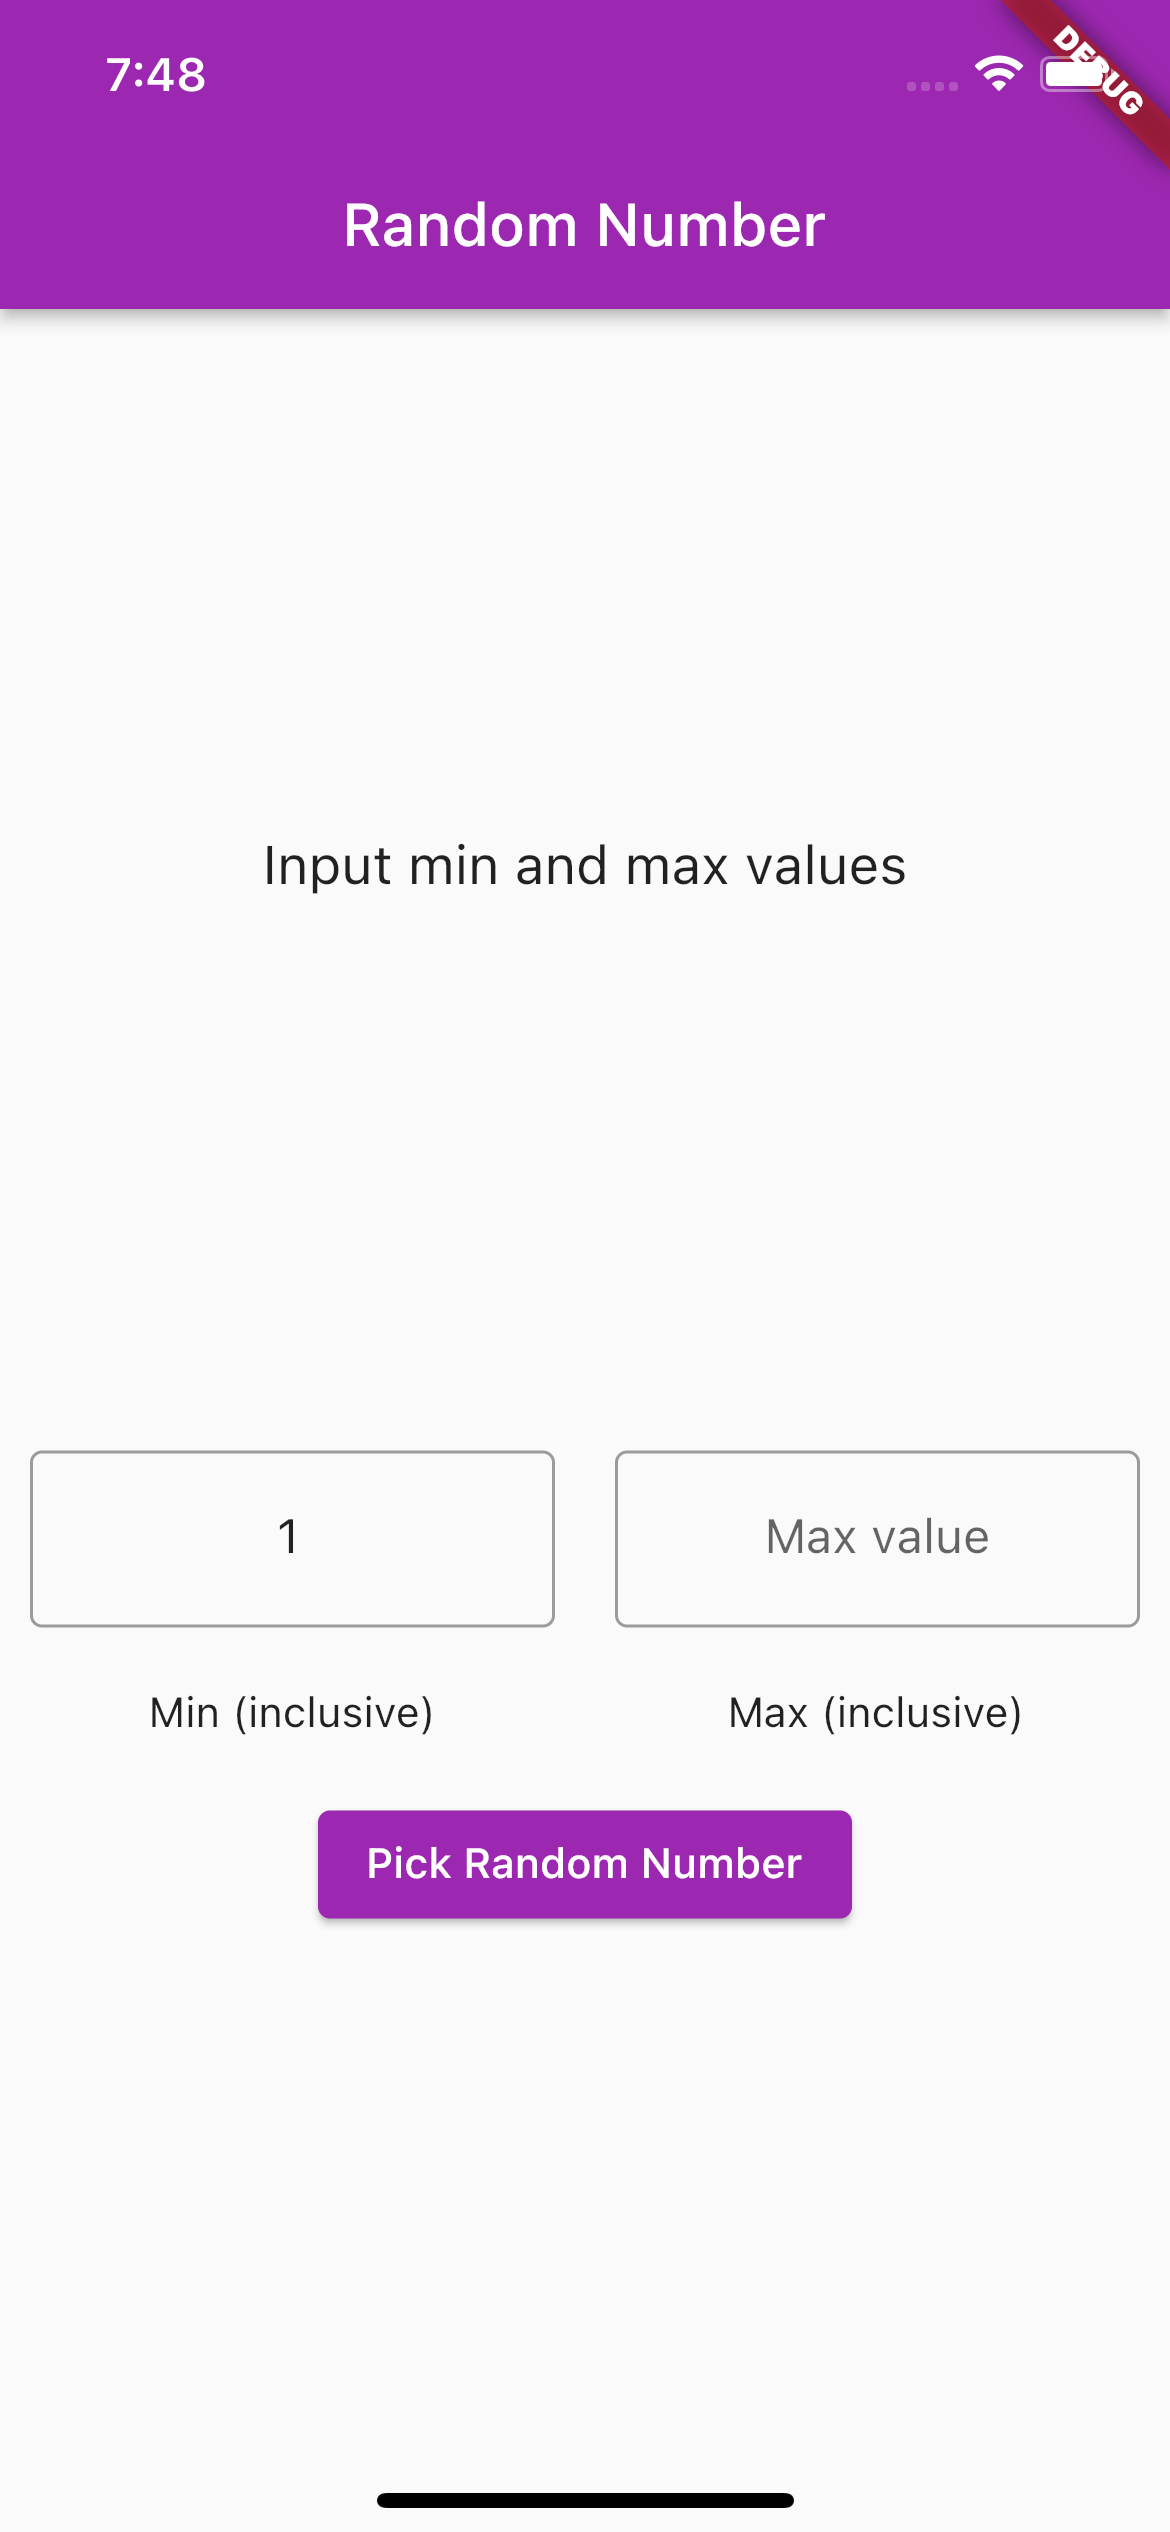 7:48
DEBUG
Random Number
Input min and max values
1
Max value
Min (inclusive)
Max (inclusive)
Pick Random Number